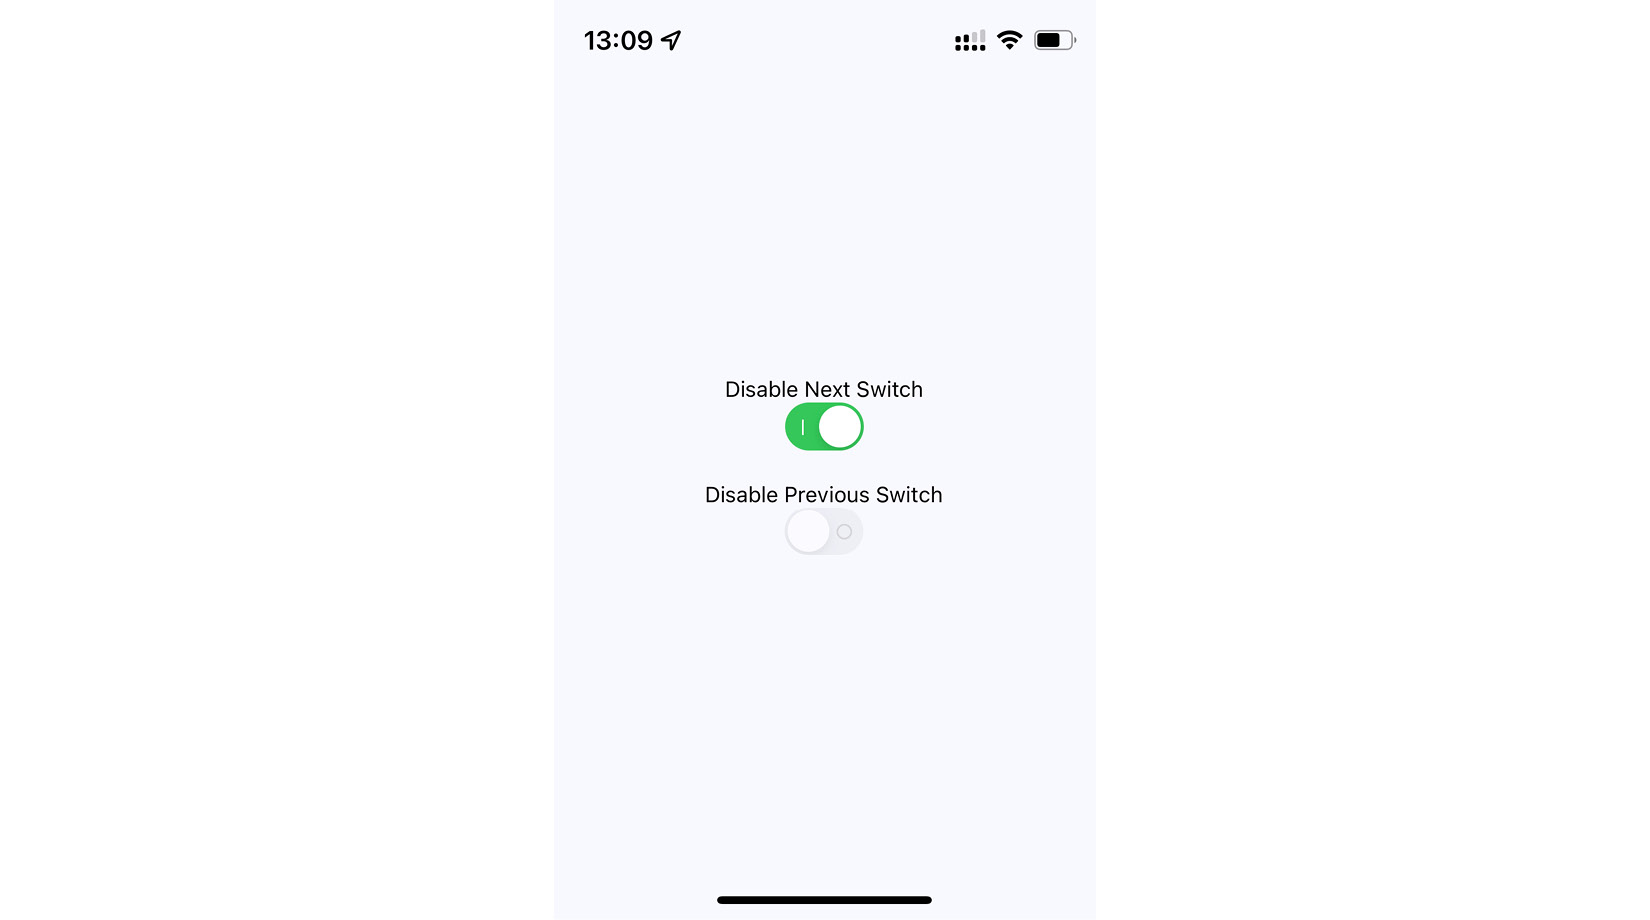 13:09
Disable Next Switch
Disable Previous Switch